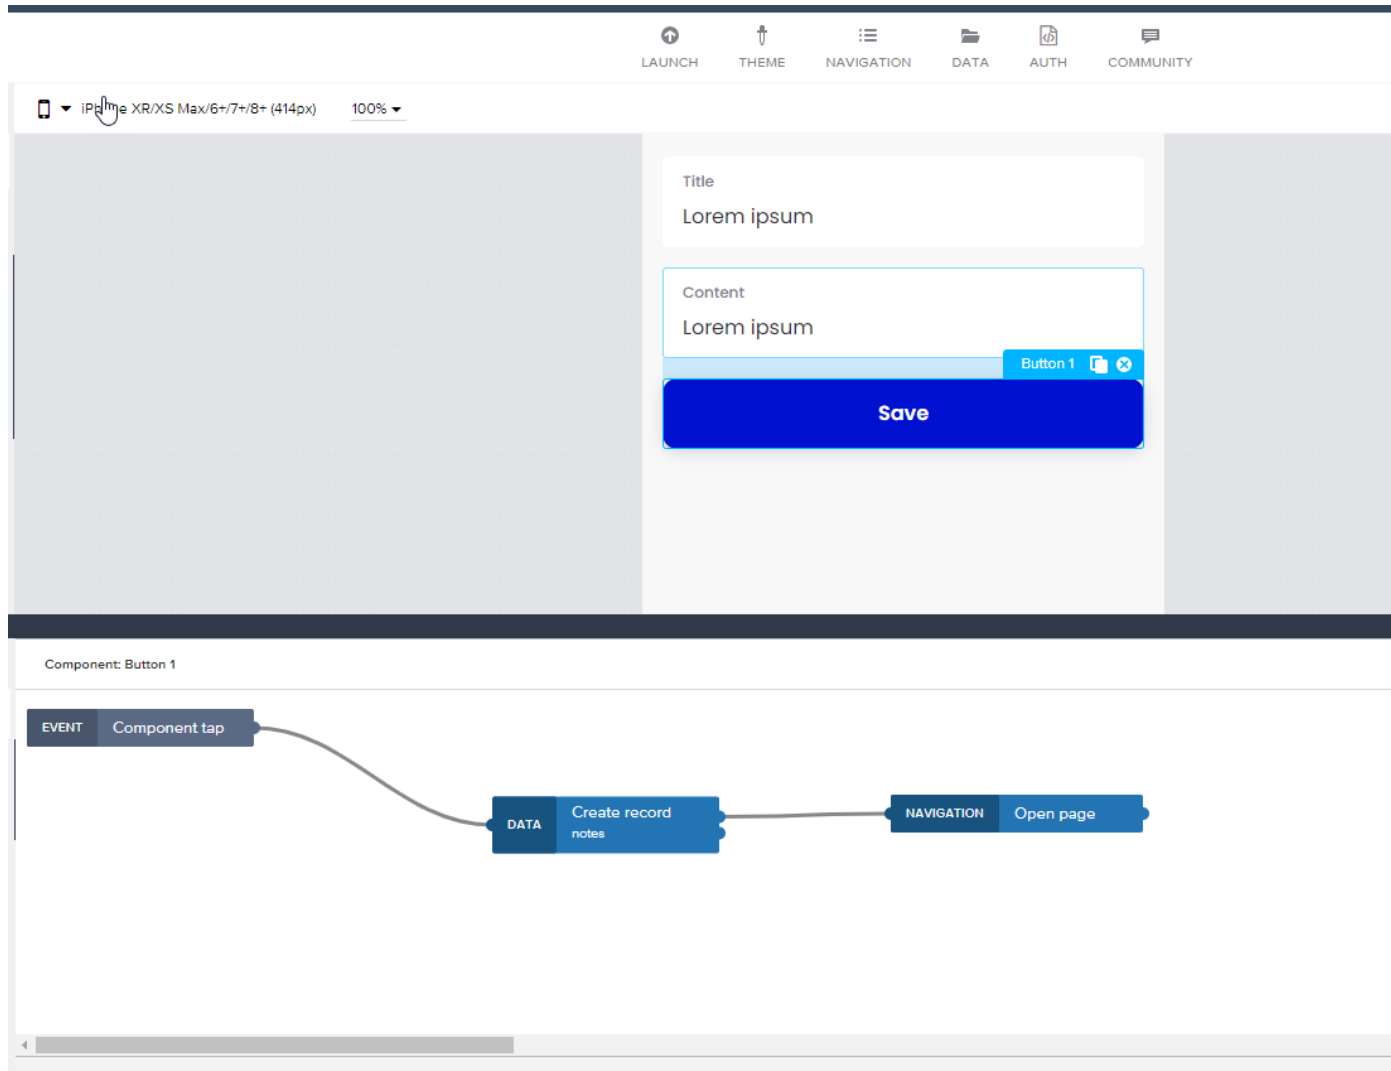 LAUNCH THEME NAVIGATION DATA AUTH COMMUNITY
iPhone XR/XS Max/6+/7+/8+ (414px) 100%
Title
Lorem ipsum
Content
Lorem ipsum
Button 1
Save
Component: Button 1
EVENT Component tap
DATA Create record
notes
NAVIGATION Open page